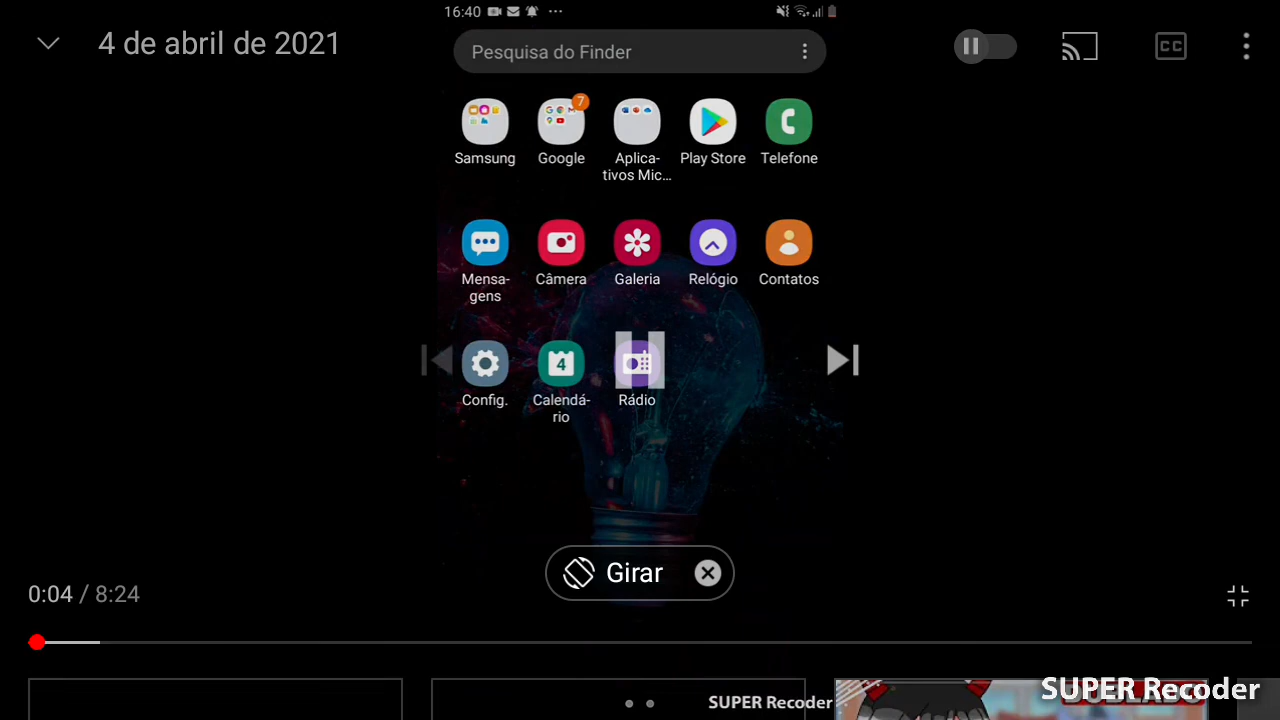 16:40
4 de abril de 2021
Pesquisa do Finder
CC
7
Samsung
Google
Aplica-
tivos Mic...
Play Store
Telefone
Mensa-
gens
Câmera
Galeria
Relógio
Contatos
4
Config.
Calendá-
rio
Rádio
Girar
0:04 / 8:24
SUPER Recoder
SUPER Recoder